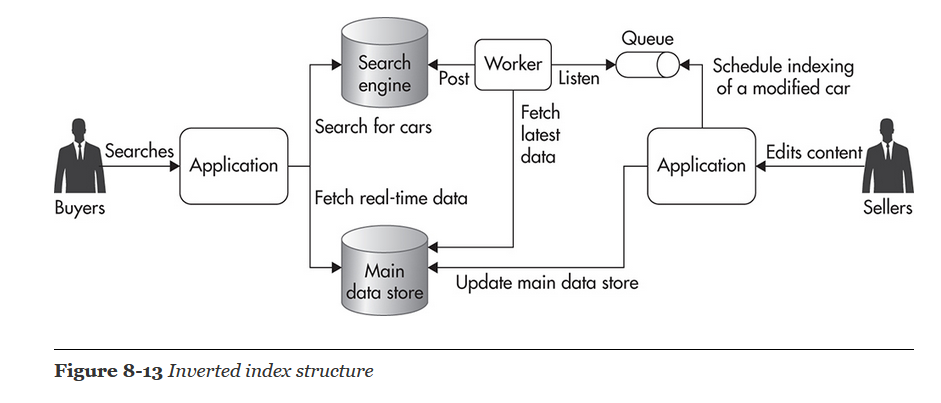 Search
engine
Post
Worker
Listen
Queue
Schedule indexing
of a modified car
Search for cars
Fetch
latest
data
Searches
Application
Application
Edits content
Buyers
Fetch real-time data
Sellers
Main
data store
Update main data store
Figure 8-13 Inverted index structure